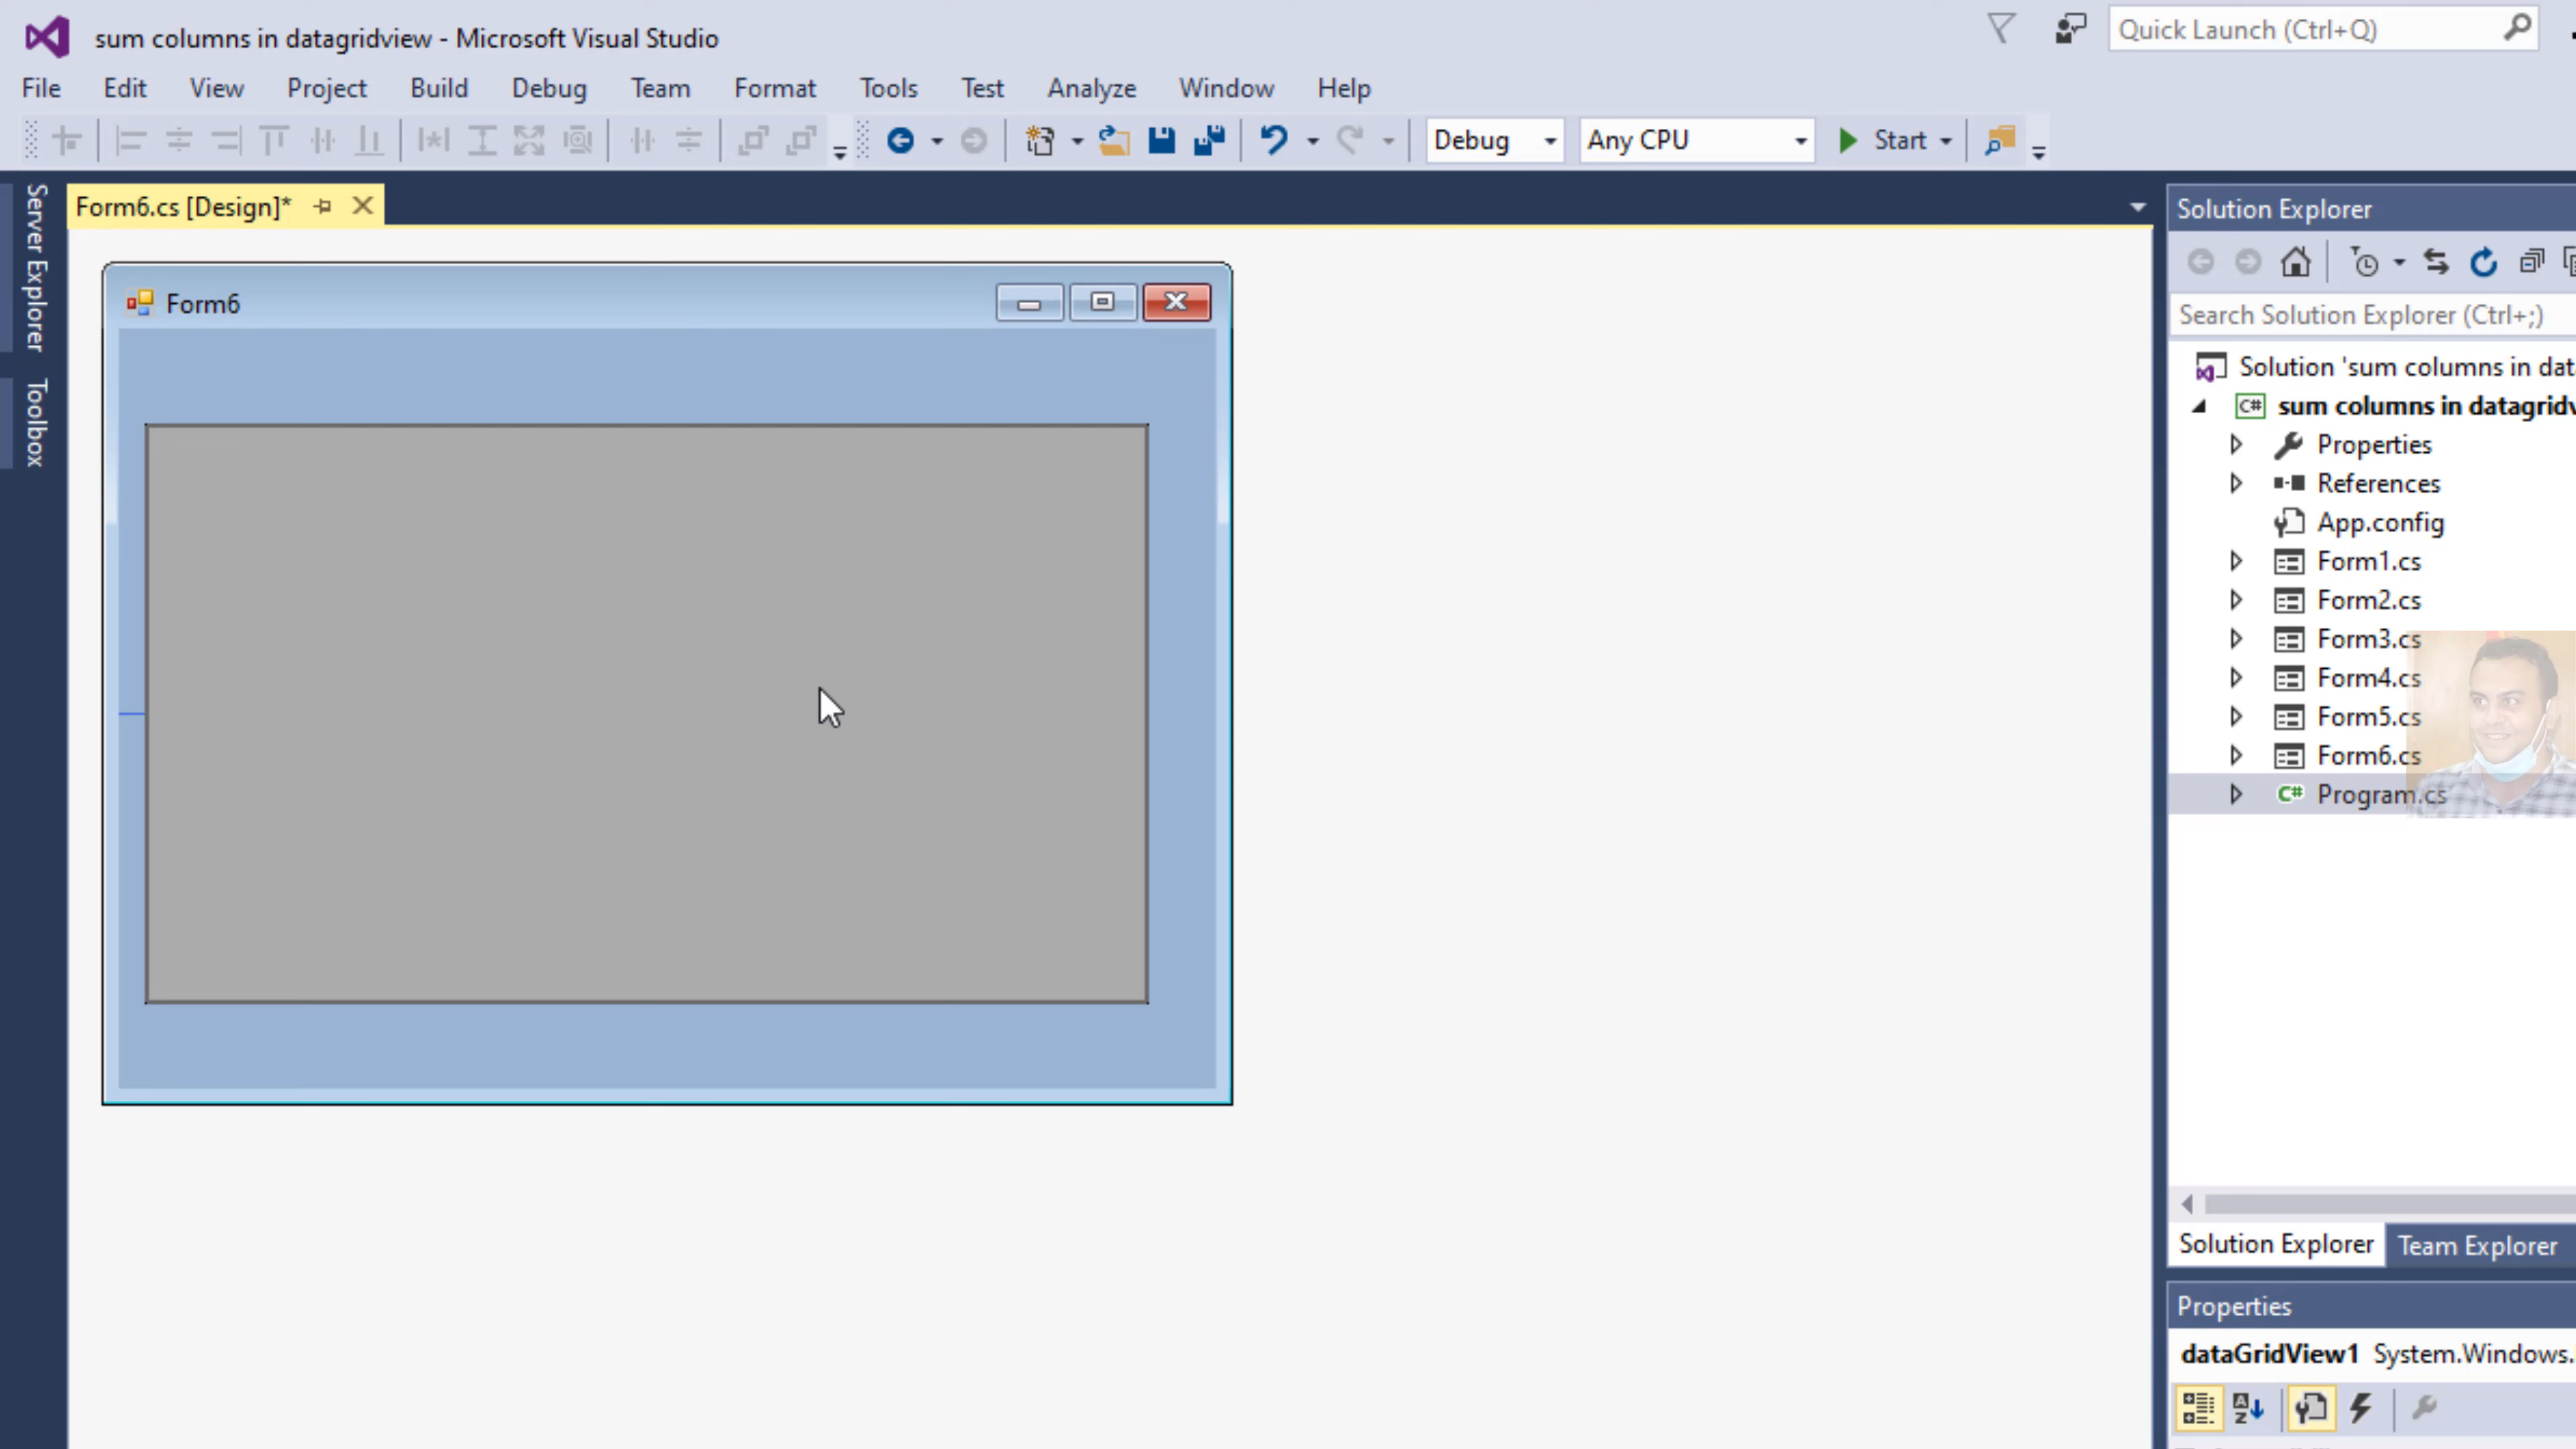 sum columns in datagridview - Microsoft Visual Studio
Quick Launch (Ctrl+Q)
File Edit View Project Build Debug Team Format Tools Test Analyze Window Help
Debug Any CPU Start
Server Explorer
Toolbox
Form6.cs [Design]*
Form6
Solution Explorer
Search Solution Explorer (Ctrl+;)
Solution 'sum columns in dat
C# sum columns in datagridv
Properties
References
App.config
Form1.cs
Form2.cs
Form3.cs
Form4.cs
Form5.cs
Form6.cs
C# Program.cs
Solution Explorer Team Explorer
Properties
dataGridView1 System.Windows.